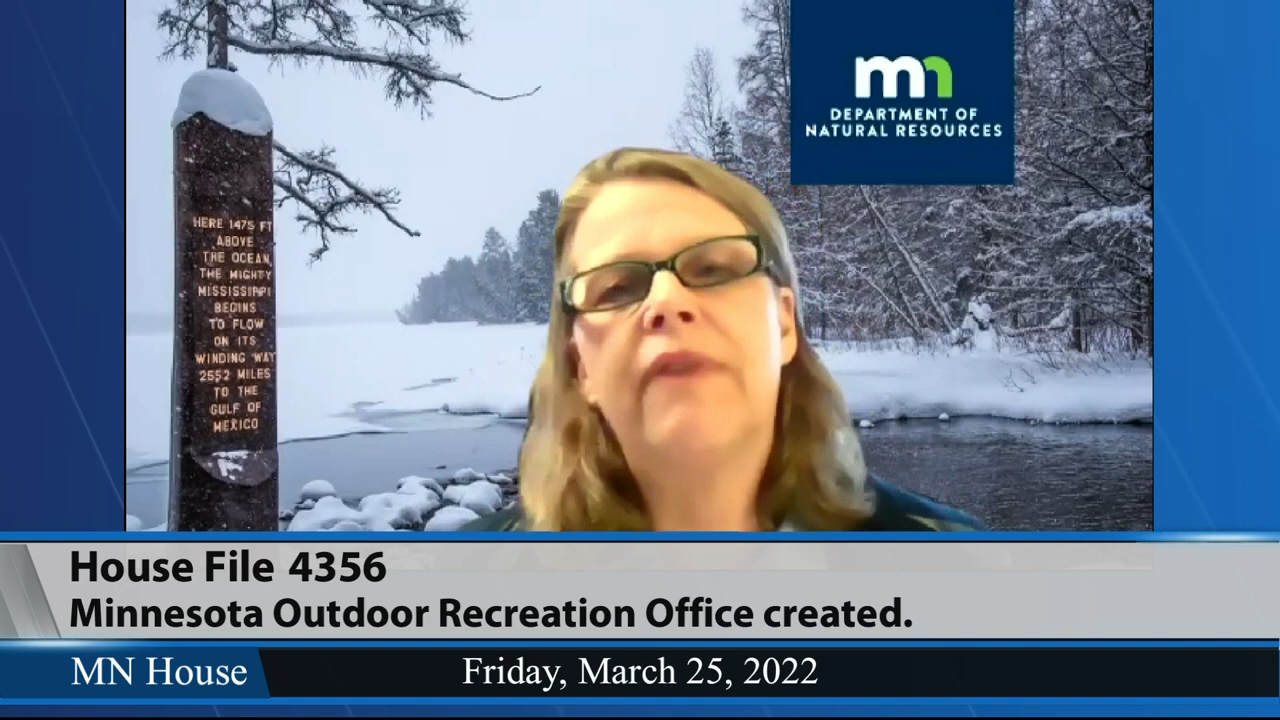 mn
DEPARTMENT OF
NATURAL RESOURCES
HERE 1475 FT
ABOVE
THE OCEAN
THE MIGHTY
MISSISSIPPI
BEGINS
TO FLOW
ON ITS
WINDING WAY
2552 MILES
TO THE
GULF OF
MEXICO
House File 4356
Minnesota Outdoor Recreation Office created.
MN House
Friday, March 25, 2022